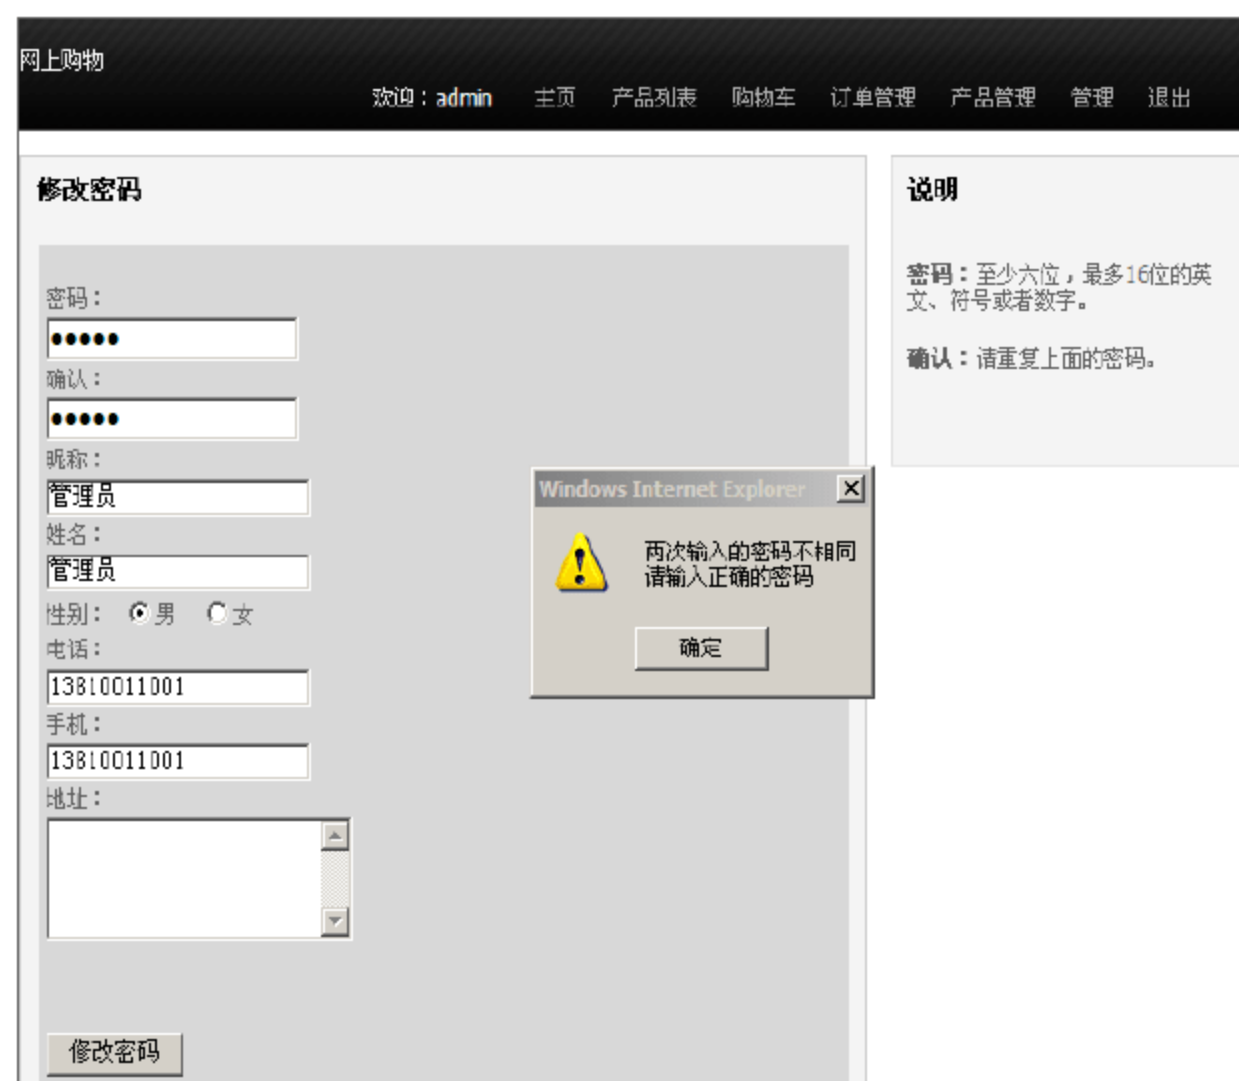 网上购物
欢迎：admin 主页 产品列表 购物车 订单管理 产品管理 管理 退出
修改密码
密码：
●●●●●
确认：
●●●●●
昵称：
管理员
姓名：
管理员
性别： 男 女
电话：
13810011001
手机：
13810011001
地址：
修改密码
说明
密码：至少六位，最多16位的英
文、符号或者数字。
确认：请重复上面的密码。
Windows Internet Explorer
两次输入的密码不相同
请输入正确的密码
确定